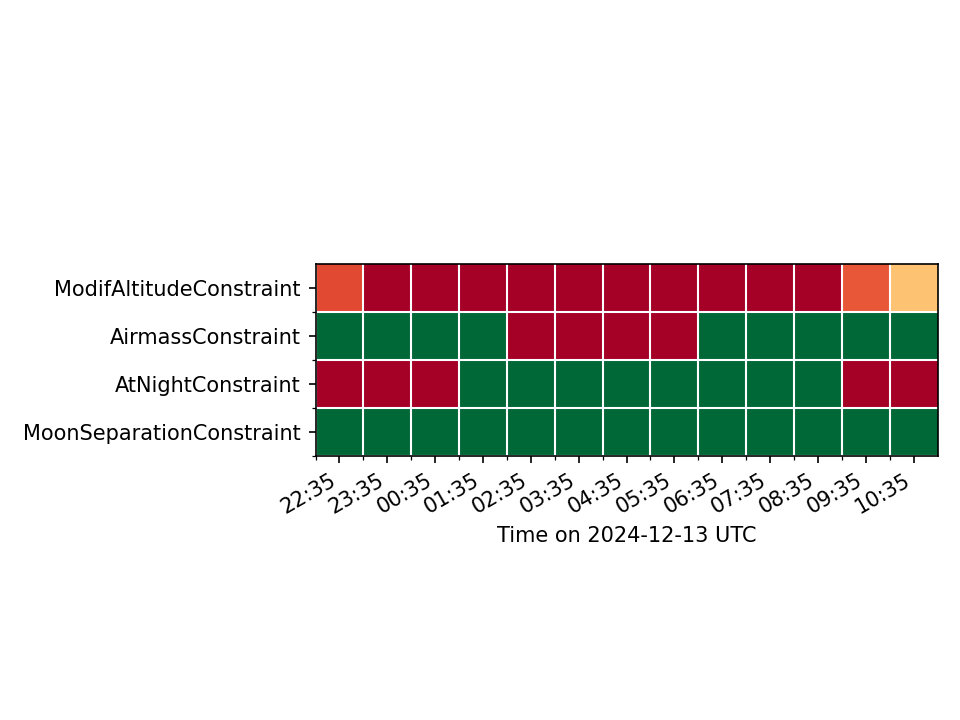 ModifAltitudeConstraint
AirmassConstraint
AtNightConstraint
MoonSeparationConstraint
22:35 23:35 00:35 01:35 02:35 03:35 04:35 05:35 06:35 07:35 08:35 09:35 10:35
Time on 2024-12-13 UTC